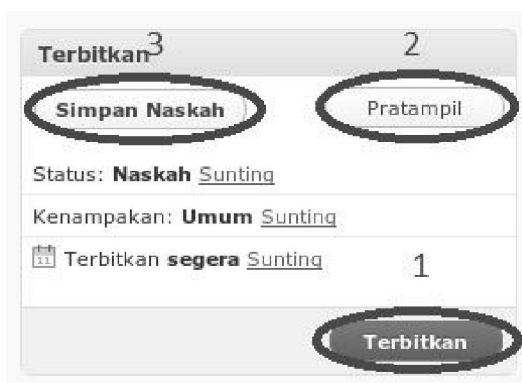 Terbitkan 3 2
Simpan Naskah Pratampil
Status: Naskah Sunting
Kenampakan: Umum Sunting
11 Terbitkan segera Sunting
1
Terbitkan